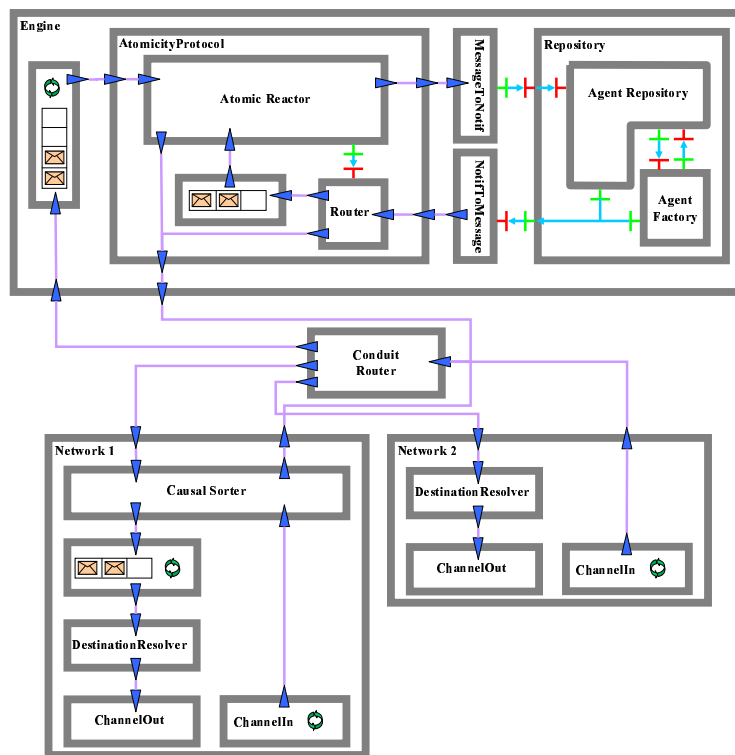 Engine
AtomicityProtocol
Atomic Reactor
MessageToNotif
Repository
Agent Repository
NotifToMessage
Router
Agent
Factory
Conduit
Router
Network 1
Causal Sorter
DestinationResolver
ChannelOut
ChannelIn
Network 2
DestinationResolver
ChannelOut
ChannelIn